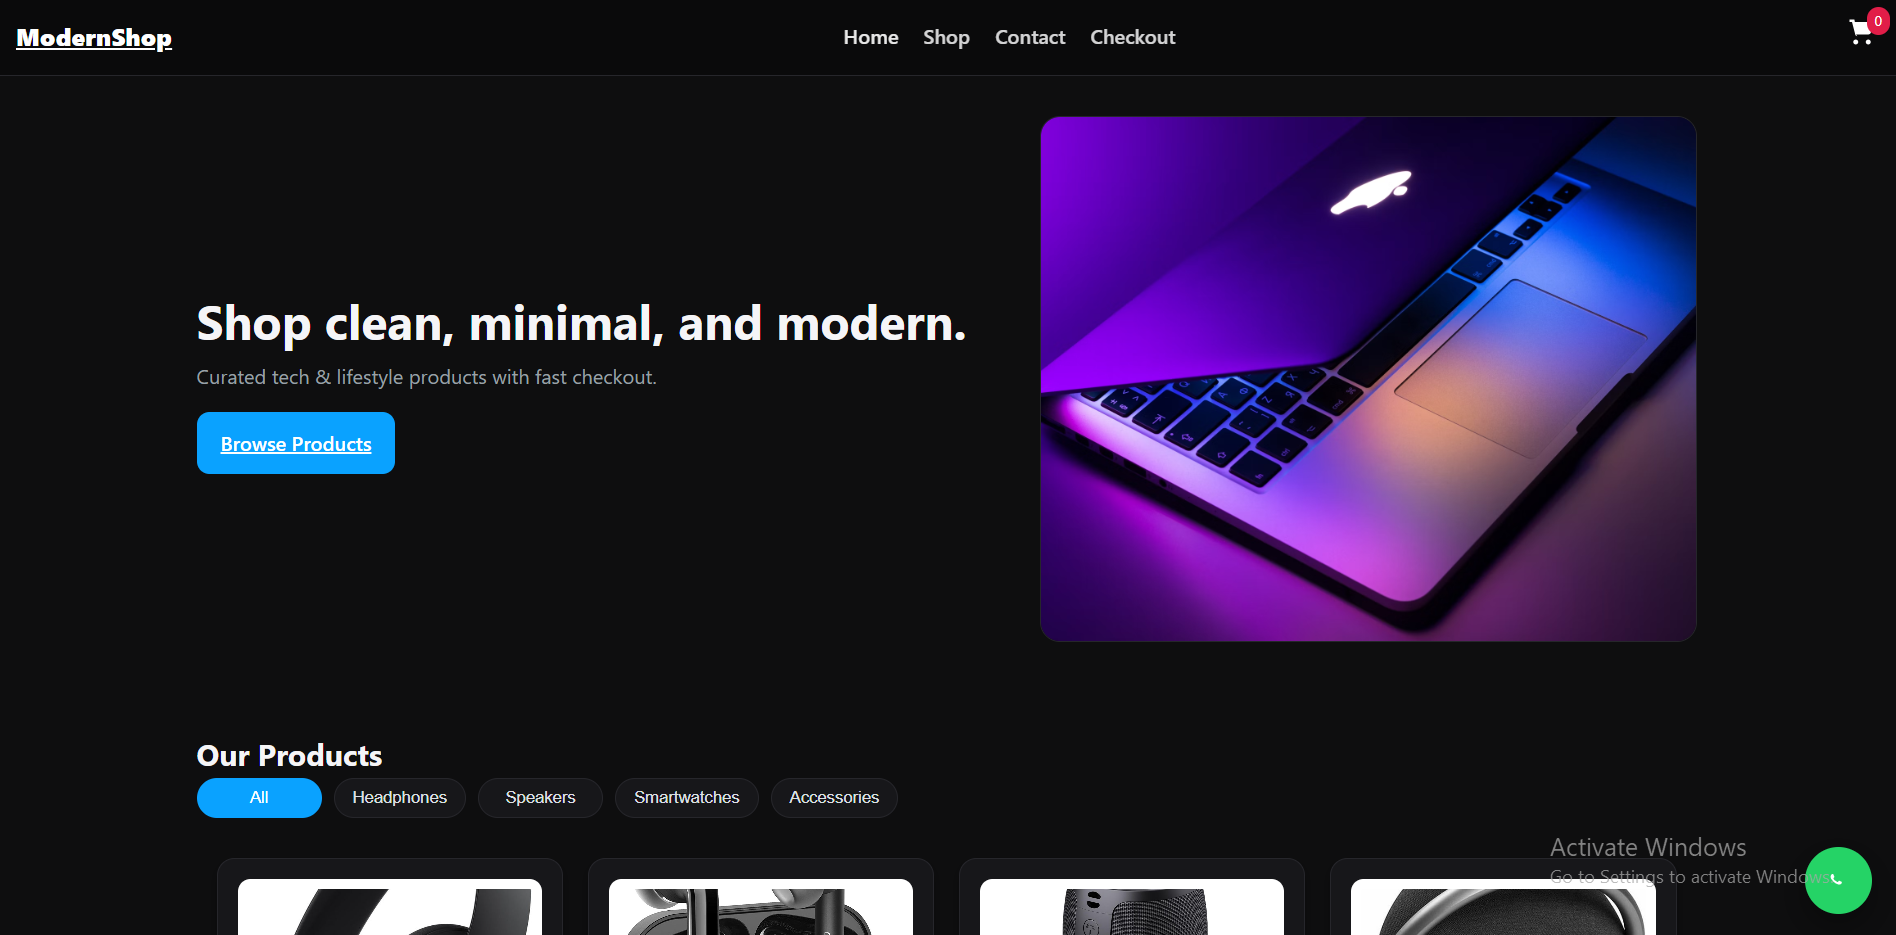 ModernShop
Home Shop Contact Checkout
0
Shop clean, minimal, and modern.
Curated tech & lifestyle products with fast checkout.
Browse Products
Our Products
All Headphones Speakers Smartwatches Accessories
Activate Windows
Go to Settings to activate Windows.